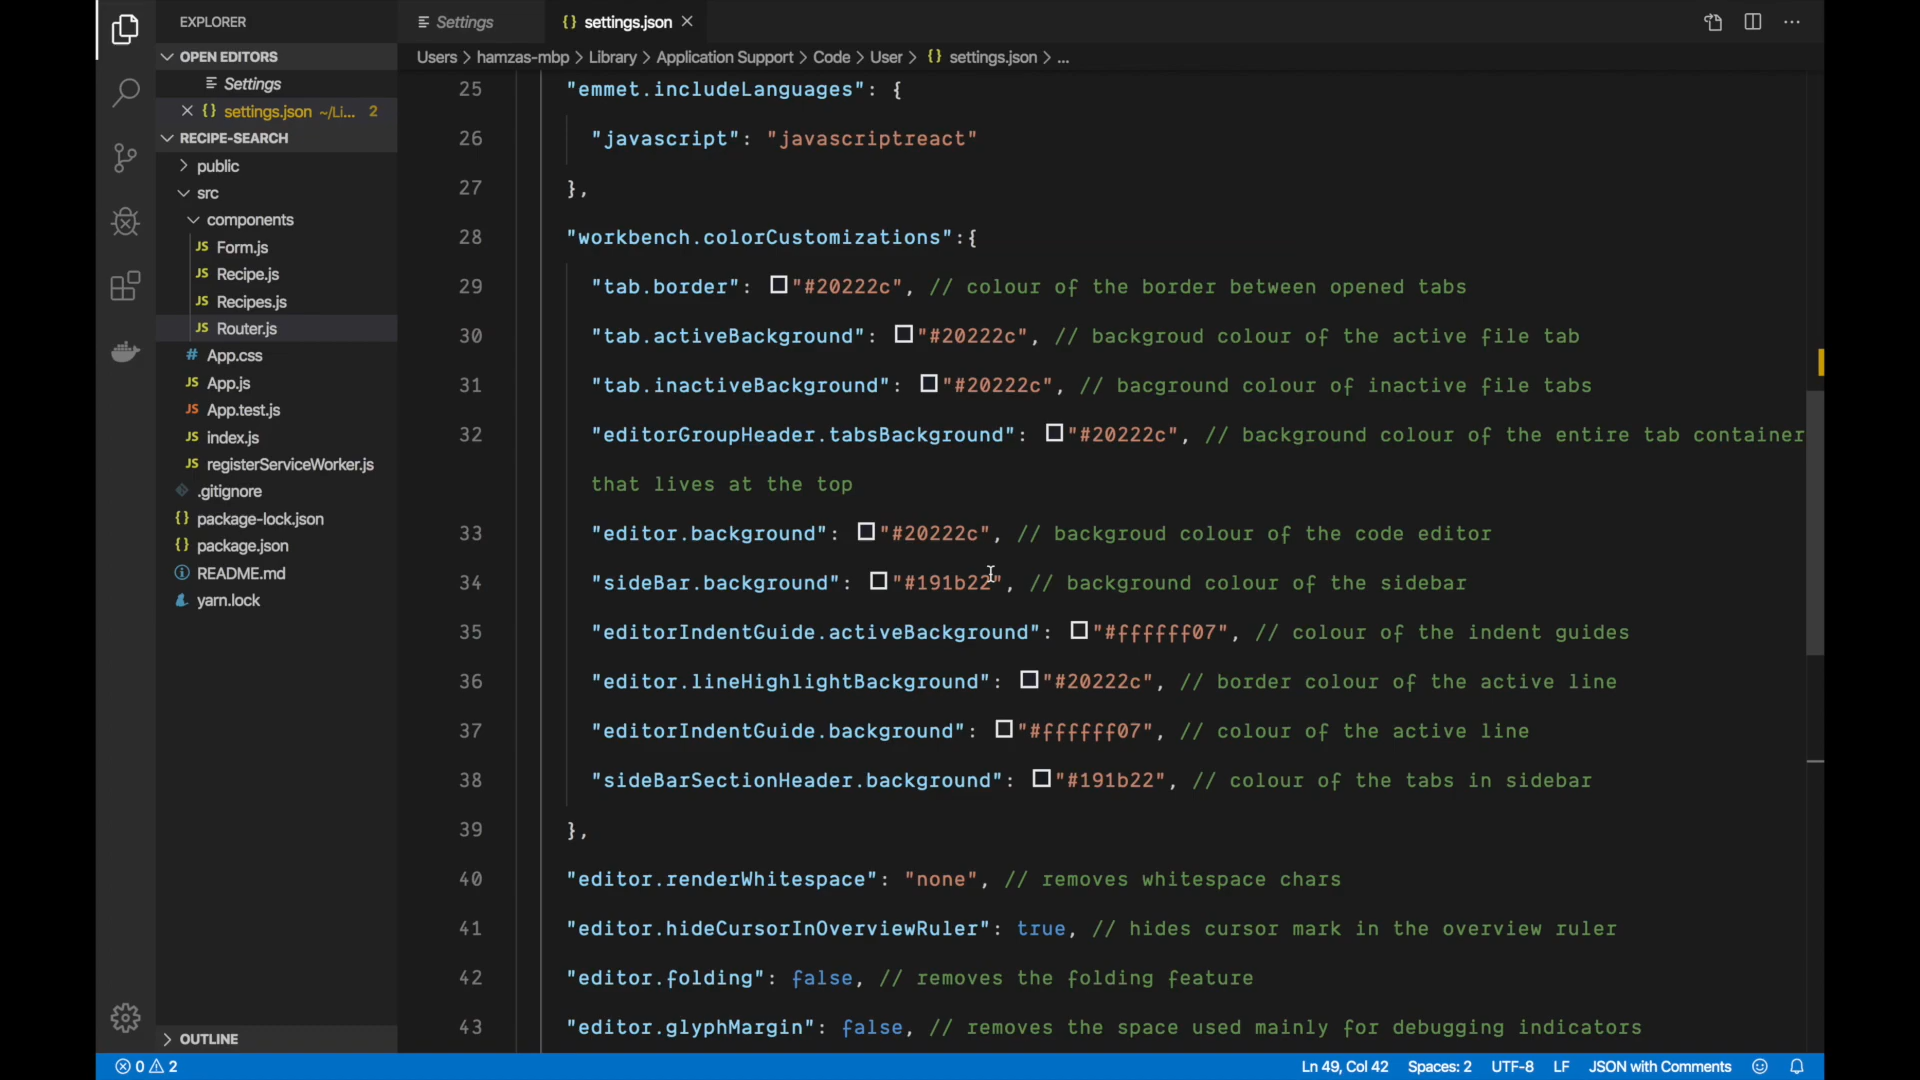 EXPLORER
OPEN EDITORS
Settings
settings.json ~/Li... 2
RECIPE-SEARCH
public
src
components
JS Form.js
JS Recipe.js
JS Recipes.js
JS Router.js
# App.css
JS App.js
JS App.test.js
JS index.js
JS registerServiceWorker.js
.gitignore
{} package-lock.json
{} package.json
README.md
yarn.lock
OUTLINE
Settings
{} settings.json
Users > hamzas-mbp > Library > Application Support > Code > User > {} settings.json > ...
25 "emmet.includeLanguages": {
26 "javascript": "javascriptreact"
27 },
28 "workbench.colorCustomizations":{
29 "tab.border": "#20222c", // colour of the border between opened tabs
30 "tab.activeBackground": "#20222c", // backgroud colour of the active file tab
31 "tab.inactiveBackground": "#20222c", // bacground colour of inactive file tabs
32 "editorGroupHeader.tabsBackground": "#20222c", // background colour of the entire tab container
that lives at the top
33 "editor.background": "#20222c", // backgroud colour of the code editor
34 "sideBar.background": "#191b22", // background colour of the sidebar
35 "editorIndentGuide.activeBackground": "#ffffff07", // colour of the indent guides
36 "editor.lineHighlightBackground": "#20222c", // border colour of the active line
37 "editorIndentGuide.background": "#ffffff07", // colour of the active line
38 "sideBarSectionHeader.background": "#191b22", // colour of the tabs in sidebar
39 },
40 "editor.renderWhitespace": "none", // removes whitespace chars
41 "editor.hideCursorInOverviewRuler": true, // hides cursor mark in the overview ruler
42 "editor.folding": false, // removes the folding feature
43 "editor.glyphMargin": false, // removes the space used mainly for debugging indicators
0 2 Ln 49, Col 42 Spaces: 2 UTF-8 LF JSON with Comments